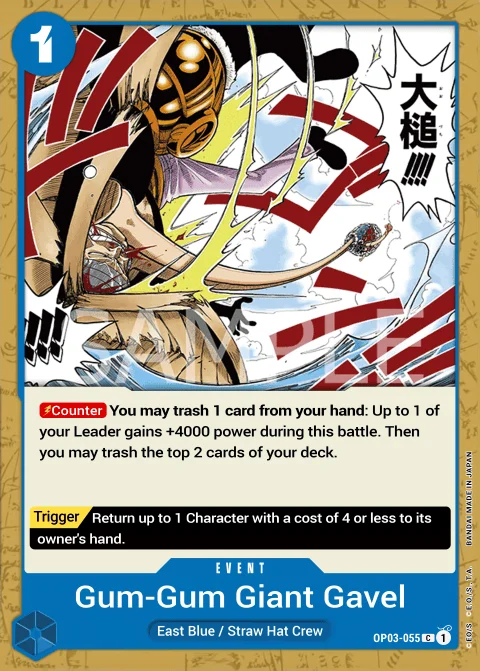 1
大槌!!!!
!!!
SAMPLE
Counter You may trash 1 card from your hand: Up to 1 of
your Leader gains +4000 power during this battle. Then
you may trash the top 2 cards of your deck.
Trigger Return up to 1 Character with a cost of 4 or less to its
owner's hand.
EVENT
Gum-Gum Giant Gavel
East Blue / Straw Hat Crew
OP03-055 C 1
BANDAI MADE IN JAPAN